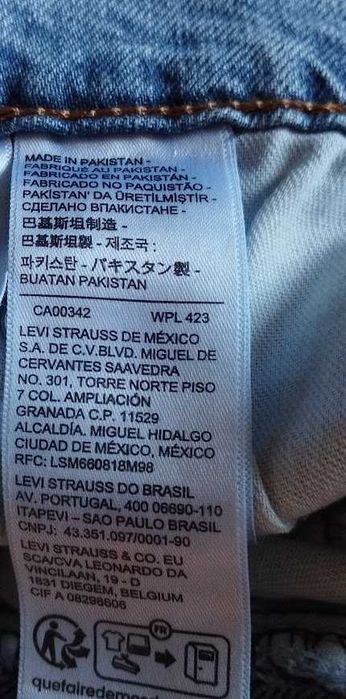 MADE IN PAKISTAN -
FABRIQUÉ AU PAKISTAN -
FABRICADO EN PAKISTÁN -
FABRICADO NO PAQUISTÃO -
PAKİSTAN' DA ÜRETİLMİŞTİR -
СДЕЛАНО ВПАКИСТАНЕ -
巴基斯坦制造 -
巴基斯坦製 - 제조국 :
파키스탄 - パキスタン製 -
BUATAN PAKISTAN
CA00342 WPL 423
LEVI STRAUSS DE MÉXICO
S.A. DE C.V.BLVD. MIGUEL DE
CERVANTES SAAVEDRA
NO. 301, TORRE NORTE PISO
7 COL. AMPLIACIÓN
GRANADA C.P. 11529
ALCALDÍA. MIGUEL HIDALGO
CIUDAD DE MÉXICO, MÉXICO
RFC: LSM660818M98
LEVI STRAUSS DO BRASIL
AV. PORTUGAL, 400 06690-110
ITAPEVI – SAO PAULO BRASIL
CNPJ: 43.351.097/0001-90
LEVI STRAUSS & CO. EU
SCA/CVA LEONARDO DA
VINCILAAN, 19 - D
1831 DIEGEM, BELGIUM
CIF A 08298606
FR